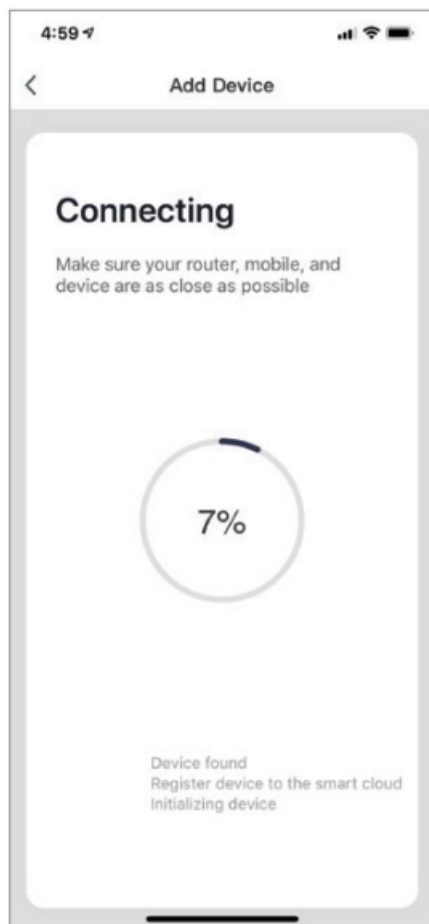 4:59
Add Device
Connecting
Make sure your router, mobile, and
device are as close as possible
7%
Device found
Register device to the smart cloud
Initializing device